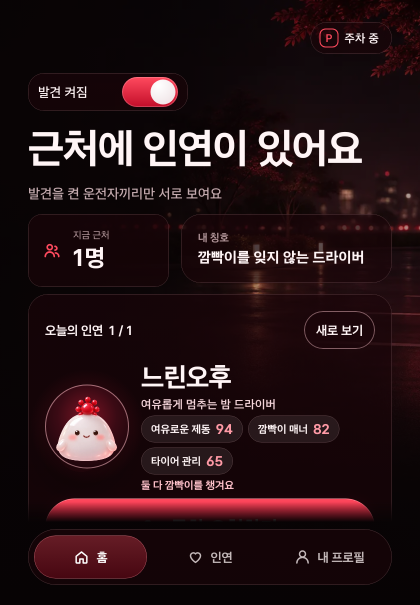 P 주차 중
발견 켜짐
근처에 인연이 있어요
발견을 켠 운전자끼리만 서로 보여요
지금 근처
1명
내 칭호
깜빡이를 잊지 않는 드라이버
오늘의 인연 1 / 1
새로 보기
느린오후
여유롭게 멈추는 밤 드라이버
여유로운 제동 94
깜빡이 매너 82
타이어 관리 65
둘 다 깜빡이를 챙겨요
홈
인연
내 프로필